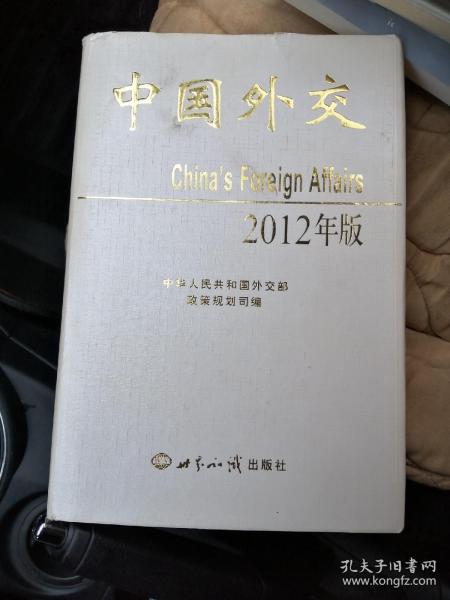 中国外交
China's Foreign Affairs
2012年版
中华人民共和国外交部
政策规划司编
世界知识出版社
孔夫子旧书网
www.kongfz.com